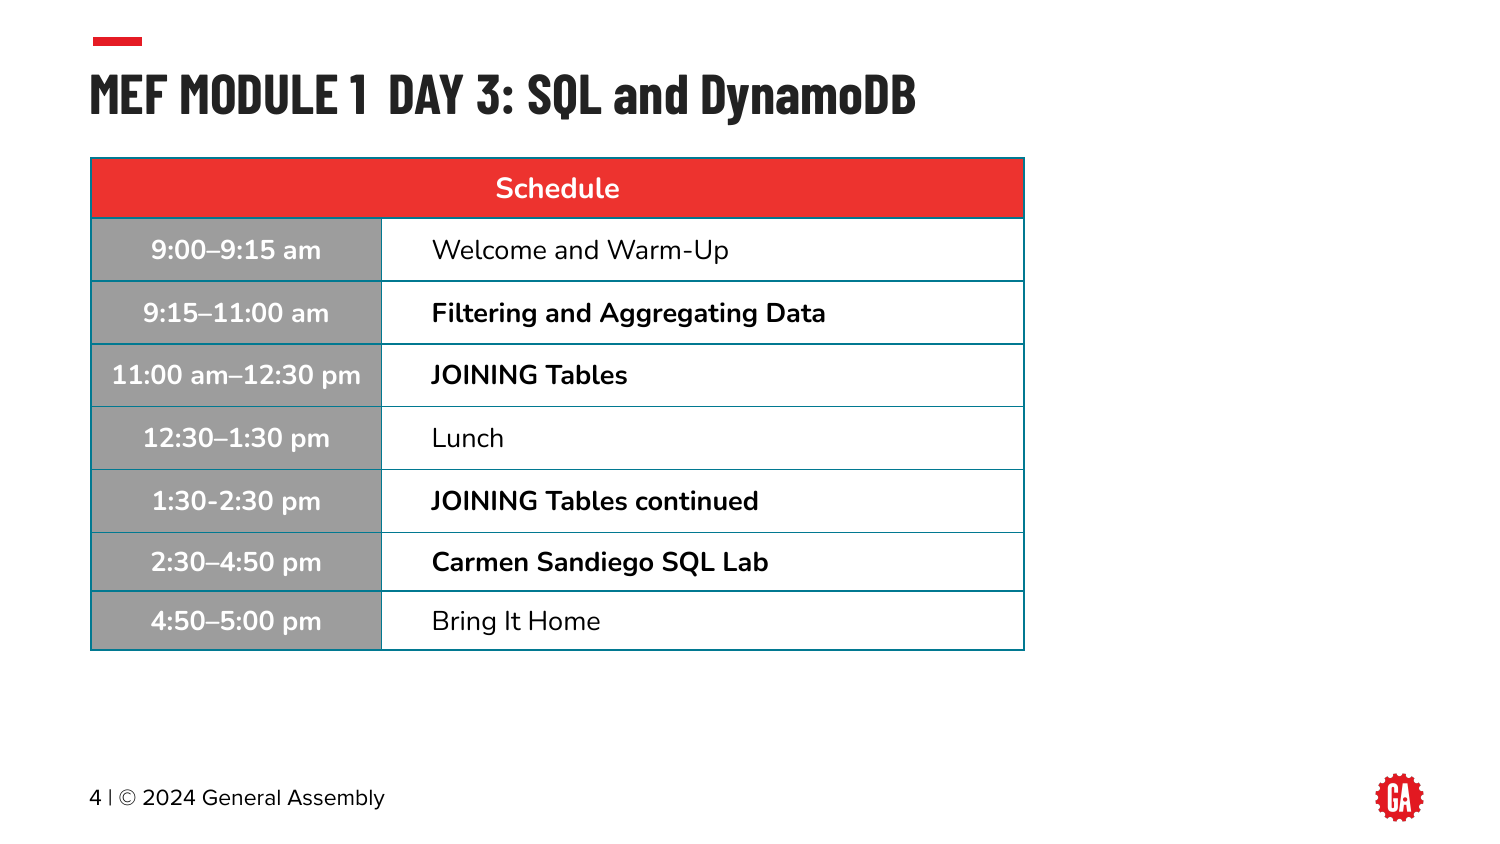 MEF MODULE 1 DAY 3: SQL and DynamoDB
Schedule
9:00–9:15 am Welcome and Warm-Up
9:15–11:00 am Filtering and Aggregating Data
11:00 am–12:30 pm JOINING Tables
12:30–1:30 pm Lunch
1:30-2:30 pm JOINING Tables continued
2:30–4:50 pm Carmen Sandiego SQL Lab
4:50–5:00 pm Bring It Home
4 | © 2024 General Assembly
GA